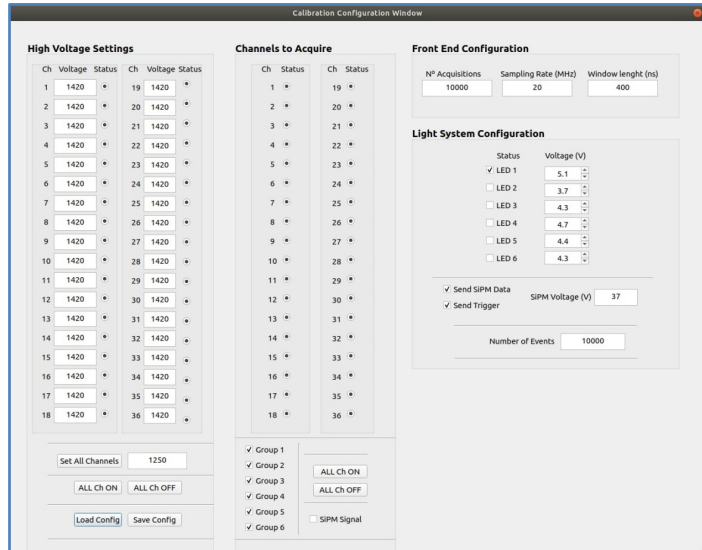 Calibration Configuration Window
High Voltage Settings
Ch Voltage Status Ch Voltage Status
1 1420 19 1420
2 1420 20 1420
3 1420 21 1420
4 1420 22 1420
5 1420 23 1420
6 1420 24 1420
7 1420 25 1420
8 1420 26 1420
9 1420 27 1420
10 1420 28 1420
11 1420 29 1420
12 1420 30 1420
13 1420 31 1420
14 1420 32 1420
15 1420 33 1420
16 1420 34 1420
17 1420 35 1420
18 1420 36 1420
Set All Channels 1250
ALL Ch ON ALL Ch OFF
Load Config Save Config
Channels to Acquire
Ch Status Ch Status
1 19
2 20
3 21
4 22
5 23
6 24
7 25
8 26
9 27
10 28
11 29
12 30
13 31
14 32
15 33
16 34
17 35
18 36
Group 1
Group 2
Group 3
Group 4
Group 5
Group 6
ALL Ch ON
ALL Ch OFF
SiPM Signal
Front End Configuration
Nº Acquisitions Sampling Rate (MHz) Window lenght (ns)
10000 20 400
Light System Configuration
Status Voltage (V)
LED 1 5.1
LED 2 3.7
LED 3 4.3
LED 4 4.7
LED 5 4.4
LED 6 4.3
Send SiPM Data
Send Trigger
SiPM Voltage (V) 37
Number of Events 10000